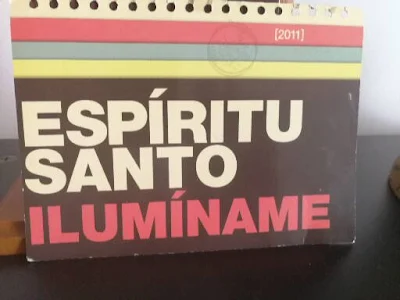 [2011]
ESPÍRITU
SANTO
ILUMÍNAME